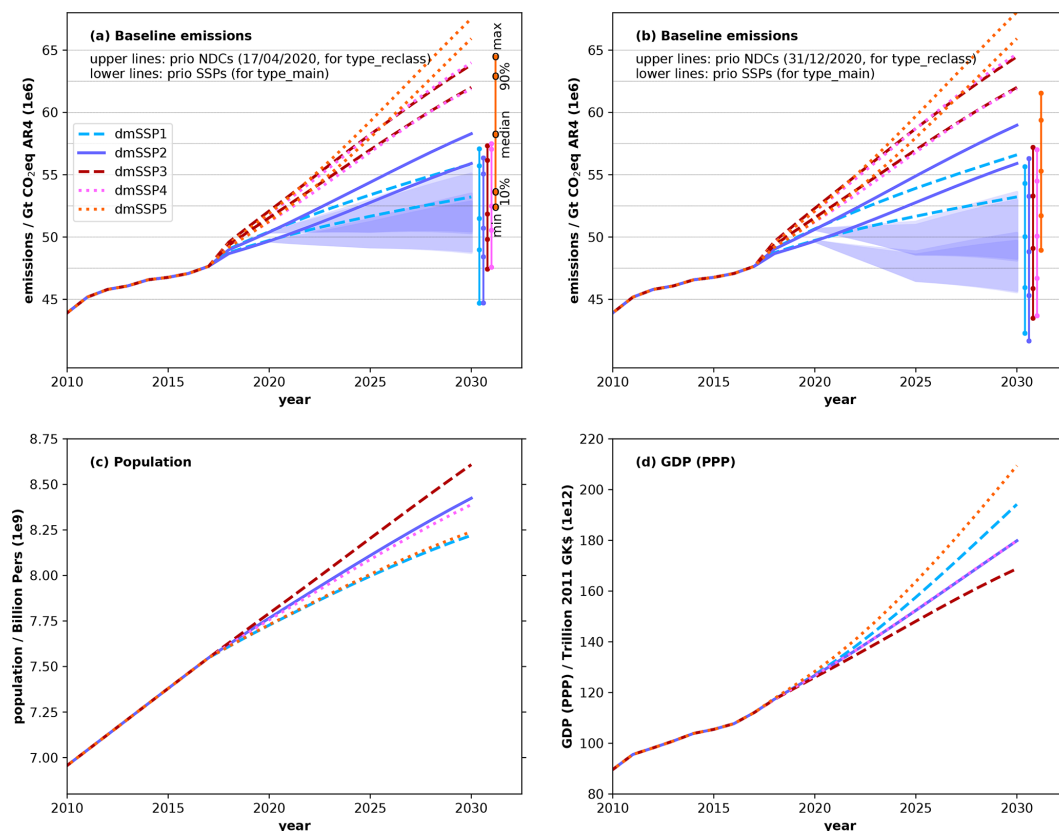 (a) Baseline emissions
upper lines: prio NDCs (17/04/2020, for type_reclass)
lower lines: prio SSPs (for type_main)
dmSSP1
dmSSP2
dmSSP3
dmSSP4
dmSSP5
max
90%
median
10%
min
65
60
55
50
45
emissions / Gt CO₂eq AR4 (1e6)
2010 2015 2020 2025 2030
year
(b) Baseline emissions
upper lines: prio NDCs (31/12/2020, for type_reclass)
lower lines: prio SSPs (for type_main)
65
60
55
50
45
emissions / Gt CO₂eq AR4 (1e6)
2010 2015 2020 2025 2030
year
(c) Population
8.75
8.50
8.25
8.00
7.75
7.50
7.25
7.00
population / Billion Pers (1e9)
2010 2015 2020 2025 2030
year
(d) GDP (PPP)
220
200
180
160
140
120
100
80
GDP (PPP) / Trillion 2011 GK$ (1e12)
2010 2015 2020 2025 2030
year